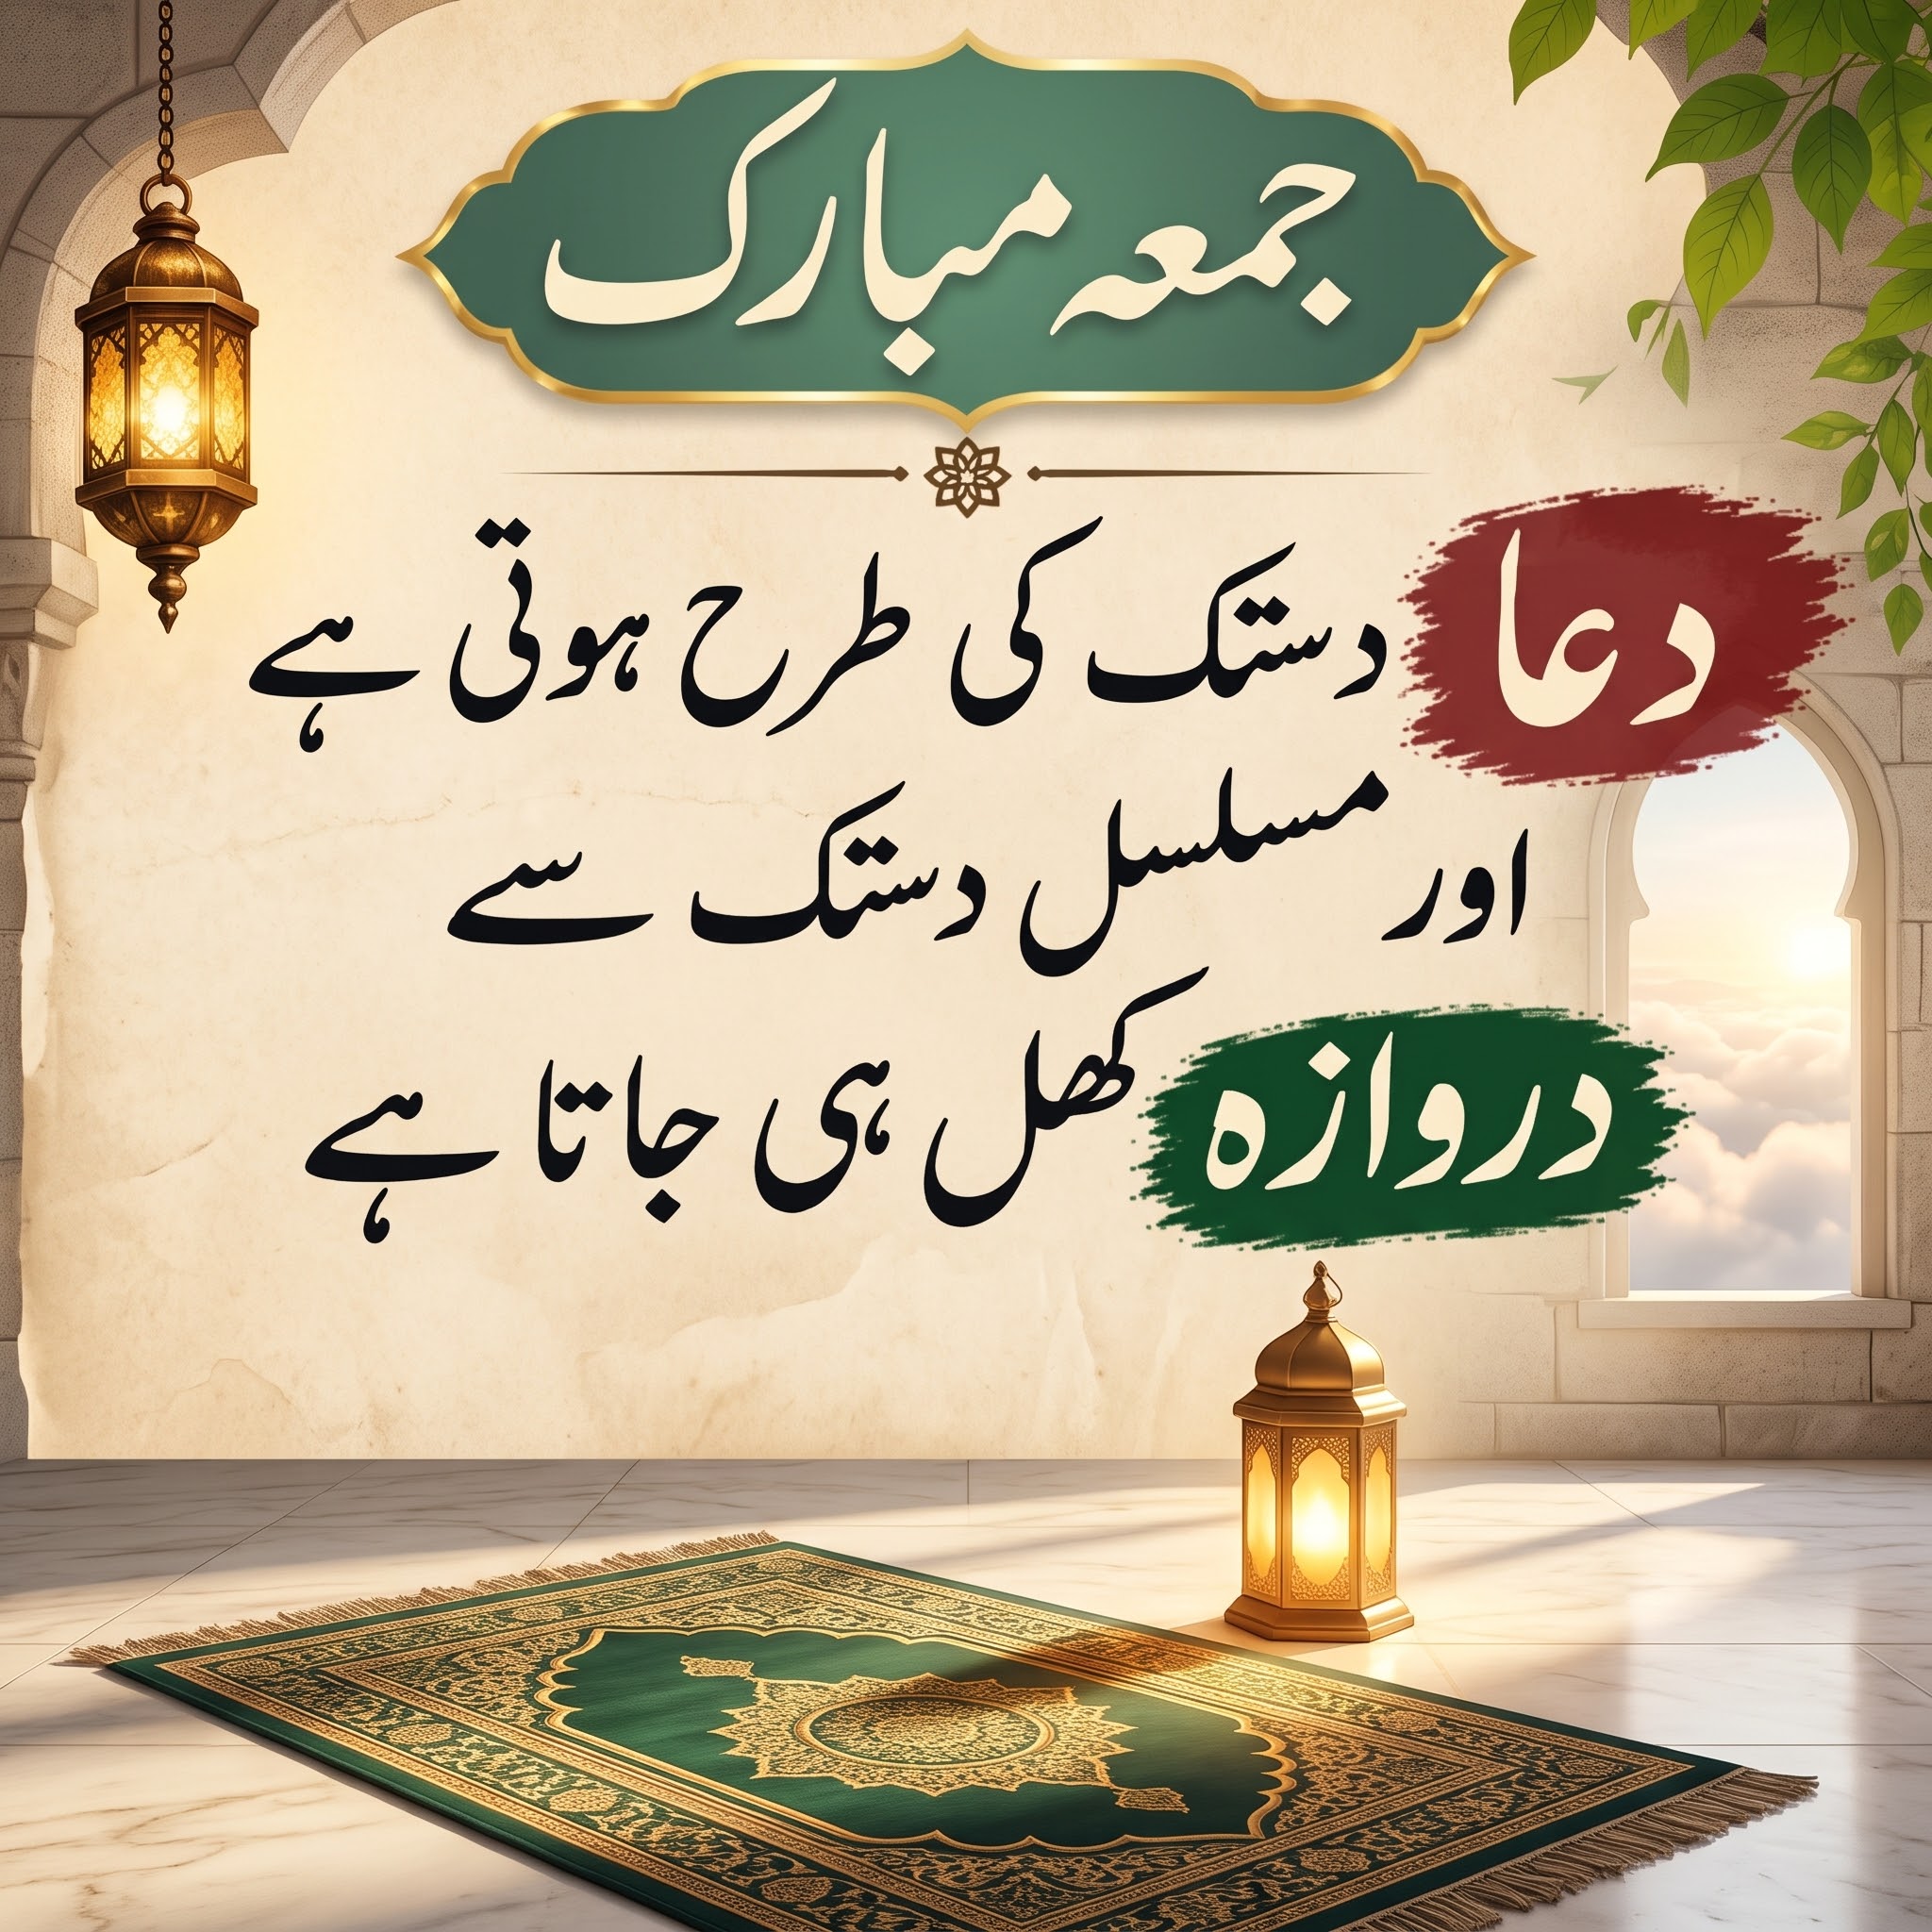 جمعہ مبارک
دعا دستک کی طرح ہوتی ہے
اور مسلسل دستک سے
دروازہ کھل ہی جاتا ہے